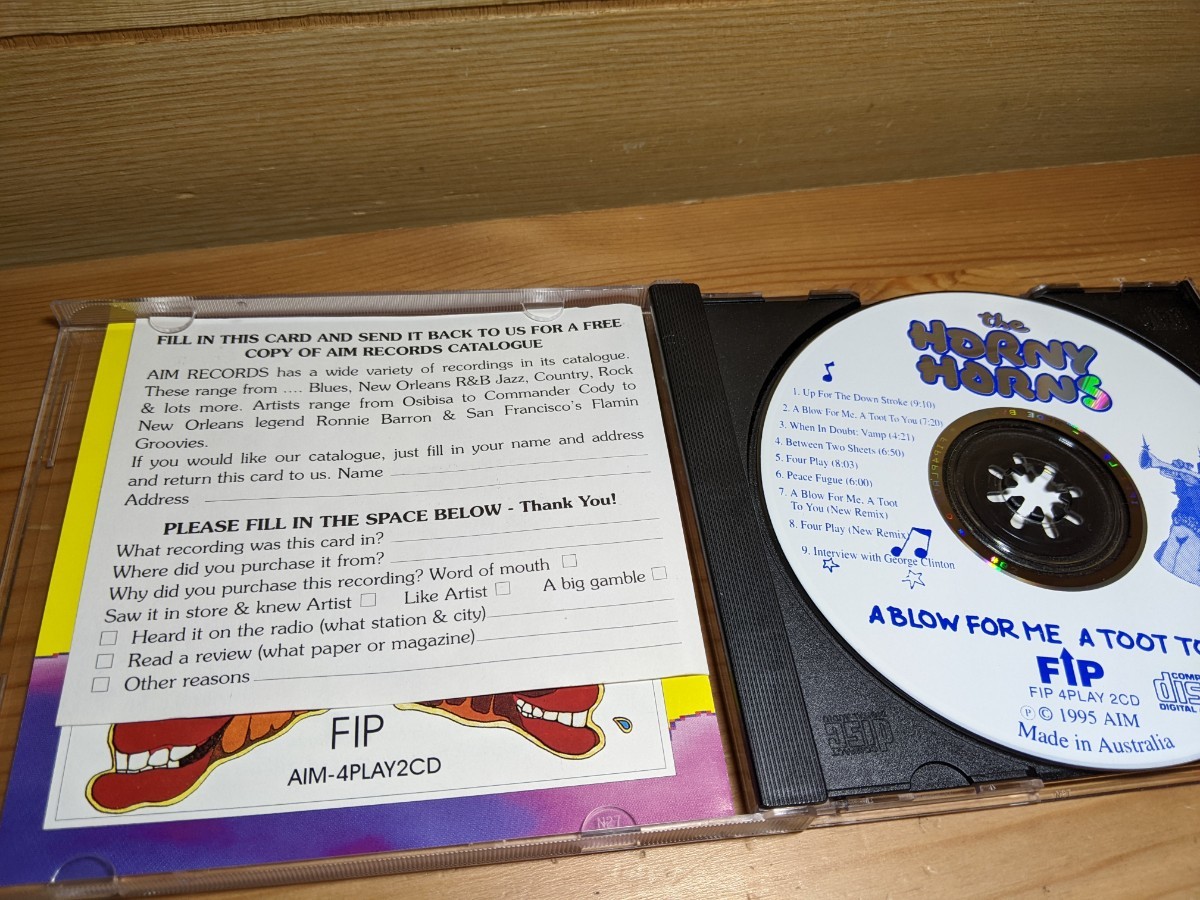 FILL IN THIS CARD AND SEND IT BACK TO US FOR A FREE
COPY OF AIM RECORDS CATALOGUE
AIM RECORDS has a wide variety of recordings in its catalogue.
These range from .... Blues, New Orleans R&B Jazz, Country, Rock
& lots more. Artists range from Osibisa to Commander Cody to
New Orleans legend Ronnie Barron & San Francisco's Flamin
Groovies.
If you would like our catalogue, just fill in your name and address
and return this card to us. Name
Address
PLEASE FILL IN THE SPACE BELOW - Thank You!
What recording was this card in?
Where did you purchase it from?
Why did you purchase this recording? Word of mouth
Saw it in store & knew Artist Like Artist A big gamble
Heard it on the radio (what station & city)
Read a review (what paper or magazine)
Other reasons
FIP
AIM-4PLAY2CD
the
HORNY
HORNS
1. Up For The Down Stroke (9:10)
2. A Blow For Me, A Toot To You (7:20)
3. When In Doubt: Vamp (4:21)
4. Between Two Sheets (6:50)
5. Four Play (8:03)
6. Peace Fugue (6:00)
7. A Blow For Me, A Toot
To You (New Remix)
8. Four Play (New Remix)
9. Interview with George Clinton
A BLOW FOR ME A TOOT TO
FIP
FIP 4PLAY 2CD
℗ © 1995 AIM
Made in Australia
COMP
disc
DIGITAL